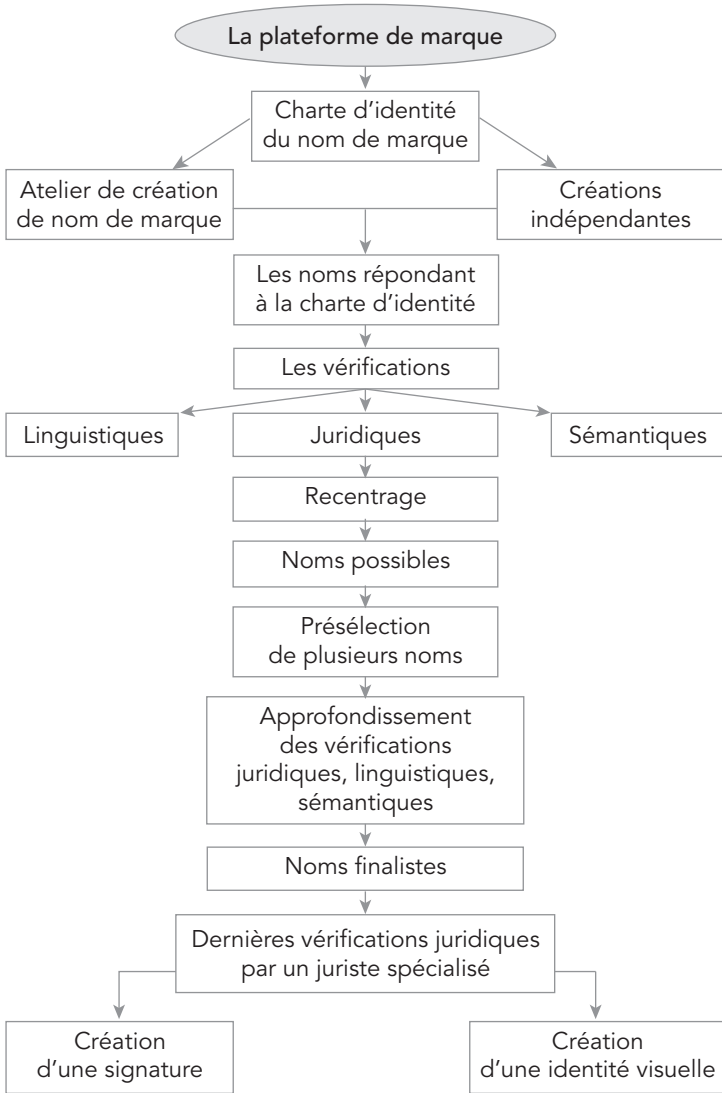 La plateforme de marque
Charte d’identité
du nom de marque
Atelier de création
de nom de marque
Créations
indépendantes
Les noms répondant
à la charte d’identité
Les vérifications
Linguistiques
Juridiques
Sémantiques
Recentrage
Noms possibles
Présélection
de plusieurs noms
Approfondissement
des vérifications
juridiques, linguistiques,
sémantiques
Noms finalistes
Dernières vérifications juridiques
par un juriste spécialisé
Création
d’une signature
Création
d’une identité visuelle